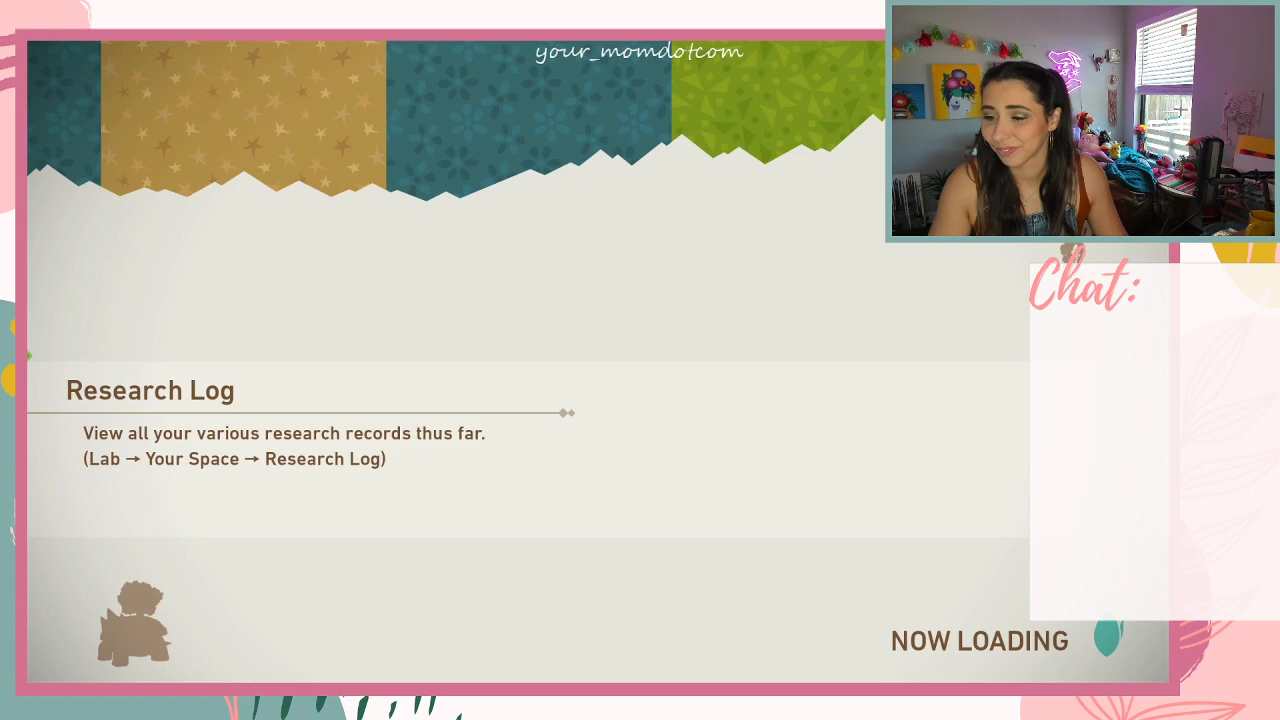 your_momdotcom
Chat:
Research Log
View all your various research records thus far.
(Lab → Your Space → Research Log)
NOW LOADING